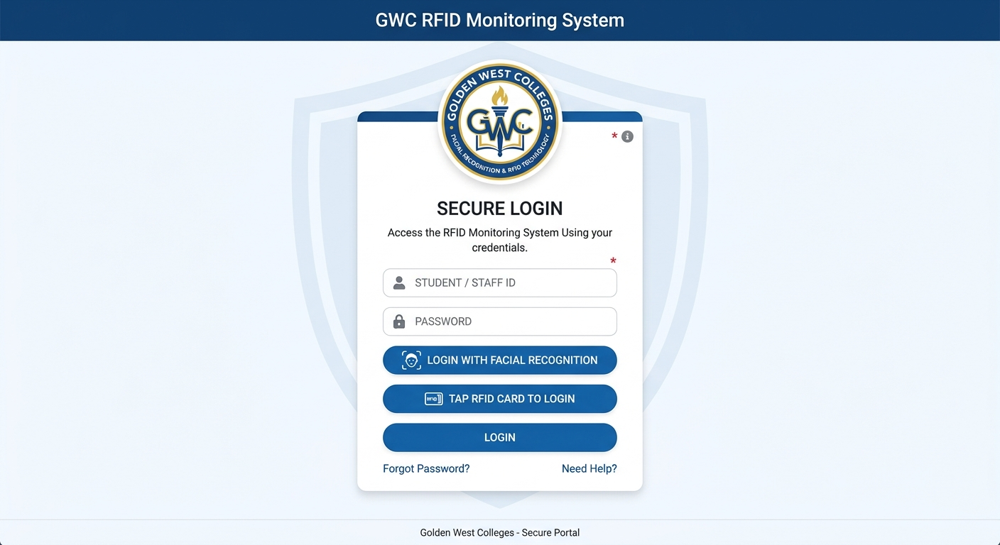 GWC RFID Monitoring System
GOLDEN WEST COLLEGES
GWC
RECOGNITION & RFID
*
SECURE LOGIN
Access the RFID Monitoring System Using your
credentials.
*
STUDENT / STAFF ID
PASSWORD
LOGIN WITH FACIAL RECOGNITION
TAP RFID CARD TO LOGIN
LOGIN
Forgot Password? Need Help?
Golden West Colleges - Secure Portal